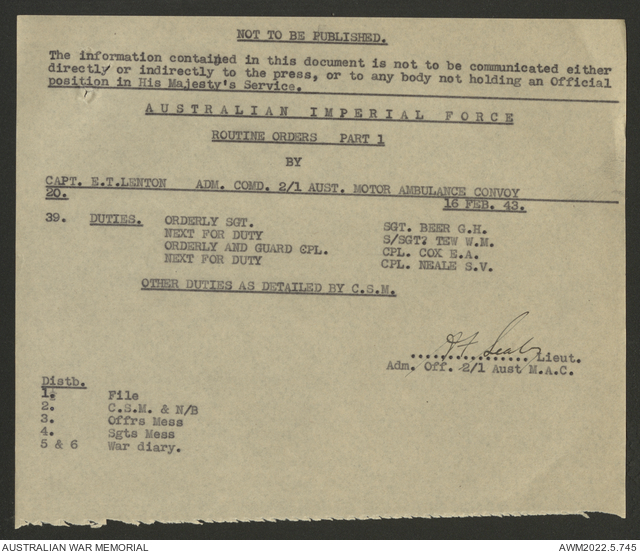 NOT TO BE PUBLISHED.
The information contained in this document is not to be communicated either
directly or indirectly to the press, or to any body not holding an Official
position in His Majesty's Service.
AUSTRALIAN IMPERIAL FORCE
ROUTINE ORDERS PART 1
BY
CAPT. E.T.LENTON ADM. COMD. 2/1 AUST. MOTOR AMBULANCE CONVOY
20. 16 FEB. 43.
39. DUTIES. ORDERLY SGT. SGT. BEER G.H.
NEXT FOR DUTY S/SGT? TEW W.M.
ORDERLY AND GUARD CPL. CPL. COX E.A.
NEXT FOR DUTY CPL. NEALE S.V.
OTHER DUTIES AS DETAILED BY C.S.M.
................ Lieut.
Adm. Off. 2/1 Aust M.A.C.
Distb.
1. File
2. C.S.M. & N/B
3. Offrs Mess
4. Sgts Mess
5 & 6 War diary.
AUSTRALIAN WAR MEMORIAL AWM2022.5.745